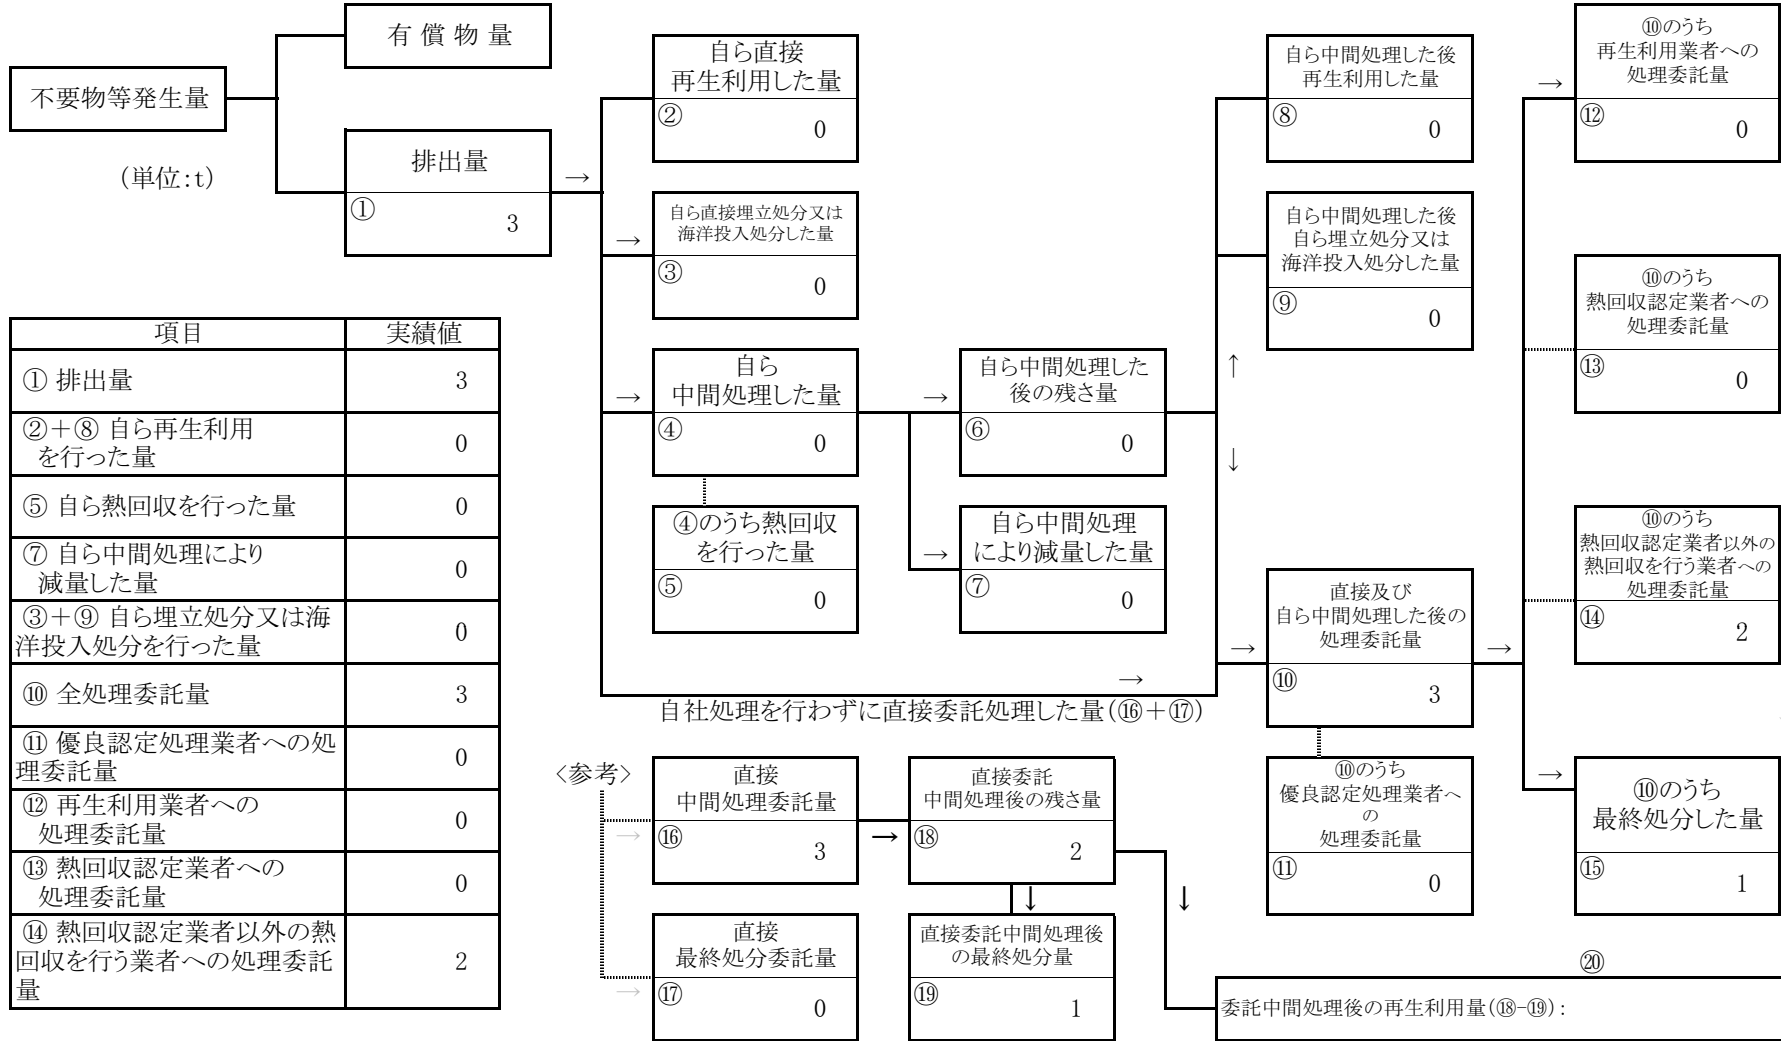 不要物等発生量
(単位:t)
有 償 物 量
排出量
①
3
→
自ら直接
再生利用した量
②
0
→
自ら直接埋立処分又は
海洋投入処分した量
③
0
→
自ら
中間処理した量
④
0
④のうち熱回収
を行った量
⑤
0
→
自ら中間処理した
後の残さ量
⑥
0
→
自ら中間処理
により減量した量
⑦
0
↑
↓
自ら中間処理した後
再生利用した量
⑧
0
自ら中間処理した後
自ら埋立処分又は
海洋投入処分した量
⑨
0
→
自社処理を行わずに直接委託処理した量(⑯+⑰)
→
直接及び
自ら中間処理した後の
処理委託量
⑩
3
⑩のうち
優良認定処理業者へ
の
処理委託量
⑪
0
→
→
⑩のうち
再生利用業者への
処理委託量
⑫
0
⑩のうち
熱回収認定業者への
処理委託量
⑬
0
⑩のうち
熱回収認定業者以外の
熱回収を行う業者への
処理委託量
⑭
2
→
⑩のうち
最終処分した量
⑮
1
項目 実績値
① 排出量 3
②+⑧ 自ら再生利用
を行った量 0
⑤ 自ら熱回収を行った量 0
⑦ 自ら中間処理により
減量した量 0
③+⑨ 自ら埋立処分又は海
洋投入処分を行った量 0
⑩ 全処理委託量 3
⑪ 優良認定処理業者への処
理委託量 0
⑫ 再生利用業者への
処理委託量 0
⑬ 熱回収認定業者への
処理委託量 0
⑭ 熱回収認定業者以外の熱
回収を行う業者への処理委託
量 2
<参考>
→
直接
中間処理委託量
⑯
3
→
直接委託
中間処理後の残さ量
⑱
2
→
直接
最終処分委託量
⑰
0
↓
直接委託中間処理後
の最終処分量
⑲
1
↓
⑳
委託中間処理後の再生利用量(⑱-⑲):